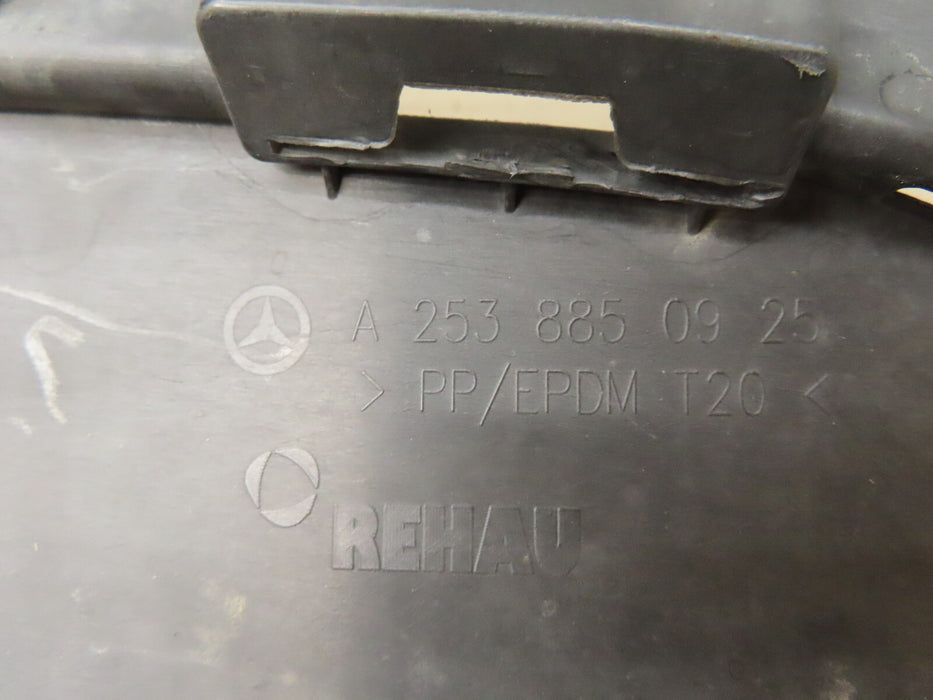 A 253 885 09 25
> PP/EPDM T20 <
REHAU